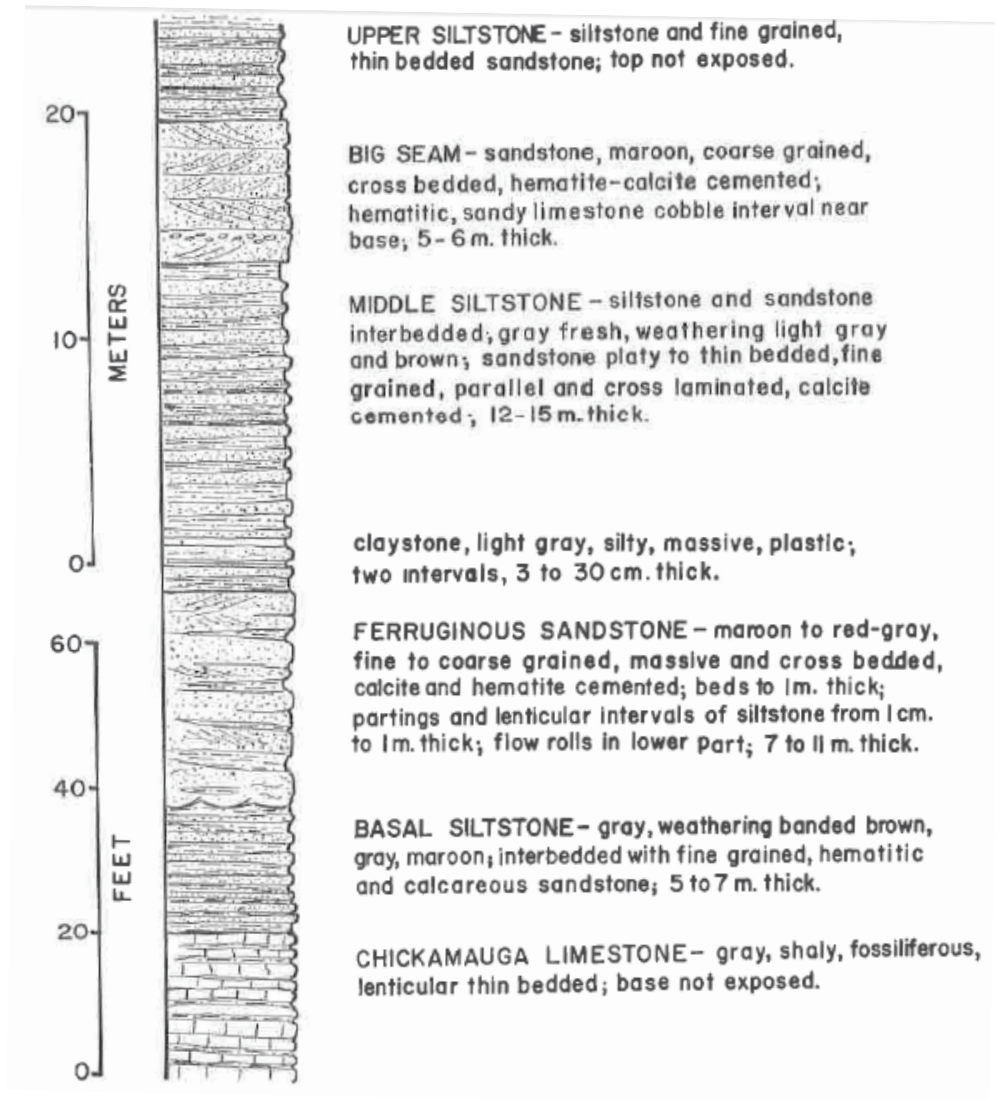 UPPER SILTSTONE - siltstone and fine grained,
thin bedded sandstone; top not exposed.
20
BIG SEAM - sandstone, maroon, coarse grained,
cross bedded, hematite-calcite cemented;
hematitic, sandy limestone cobble interval near
base; 5-6 m. thick.
METERS
MIDDLE SILTSTONE - siltstone and sandstone
interbedded; gray fresh, weathering light gray
10
and brown; sandstone platy to thin bedded, fine
grained, parallel and cross laminated, calcite
cemented; 12-15 m. thick.
claystone, light gray, silty, massive, plastic;
0
two intervals, 3 to 30 cm. thick.
60
FERRUGINOUS SANDSTONE - maroon to red-gray,
fine to coarse grained, massive and cross bedded,
calcite and hematite cemented; beds to 1m. thick;
partings and lenticular intervals of siltstone from 1 cm.
to 1 m. thick; flow rolls in lower part; 7 to 11 m. thick.
40
FEET
BASAL SILTSTONE - gray, weathering banded brown,
gray, maroon; interbedded with fine grained, hematitic
and calcareous sandstone; 5 to 7 m. thick.
20
CHICKAMAUGA LIMESTONE - gray, shaly, fossiliferous,
lenticular thin bedded; base not exposed.
0